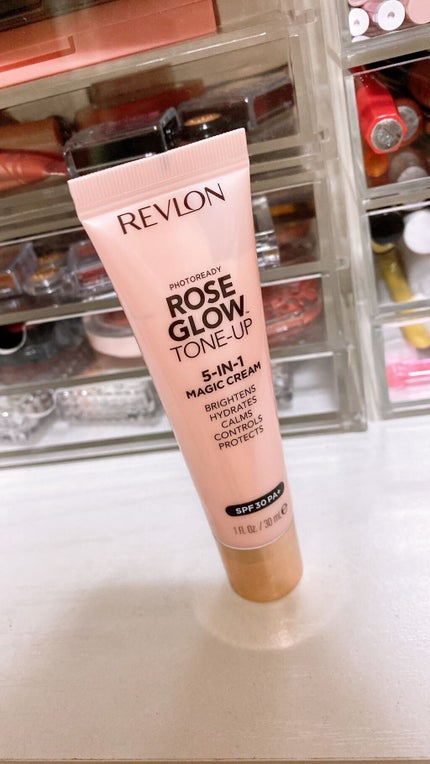 REVLON
PHOTOREADY
ROSE
GLOW™
TONE-UP
5-IN-1
MAGIC CREAM
BRIGHTENS
HYDRATES
CALMS
CONTROLS
PROTECTS
SPF 30 PA+
1 FL. Oz. / 30 mL ℮